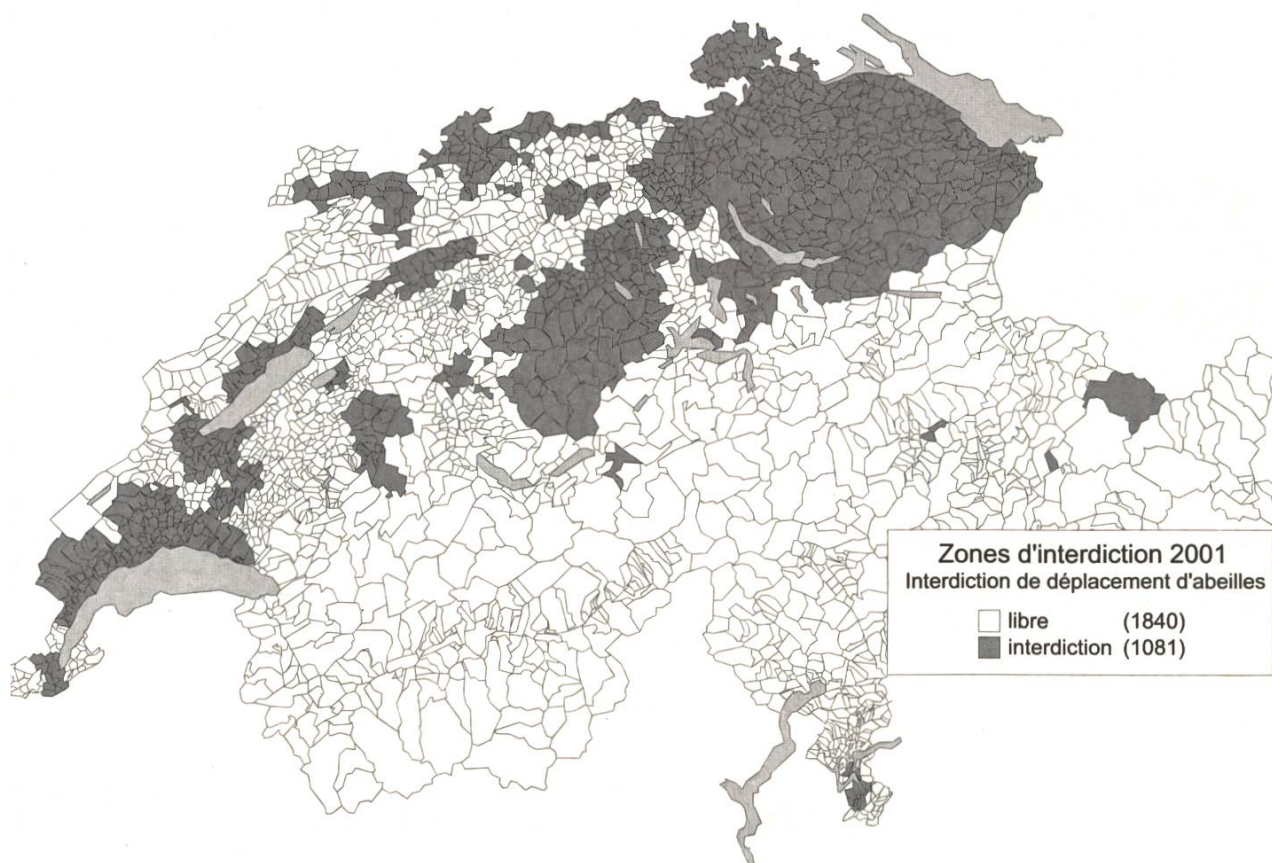 Zones d'interdiction 2001
Interdiction de déplacement d'abeilles
libre (1840)
interdiction (1081)